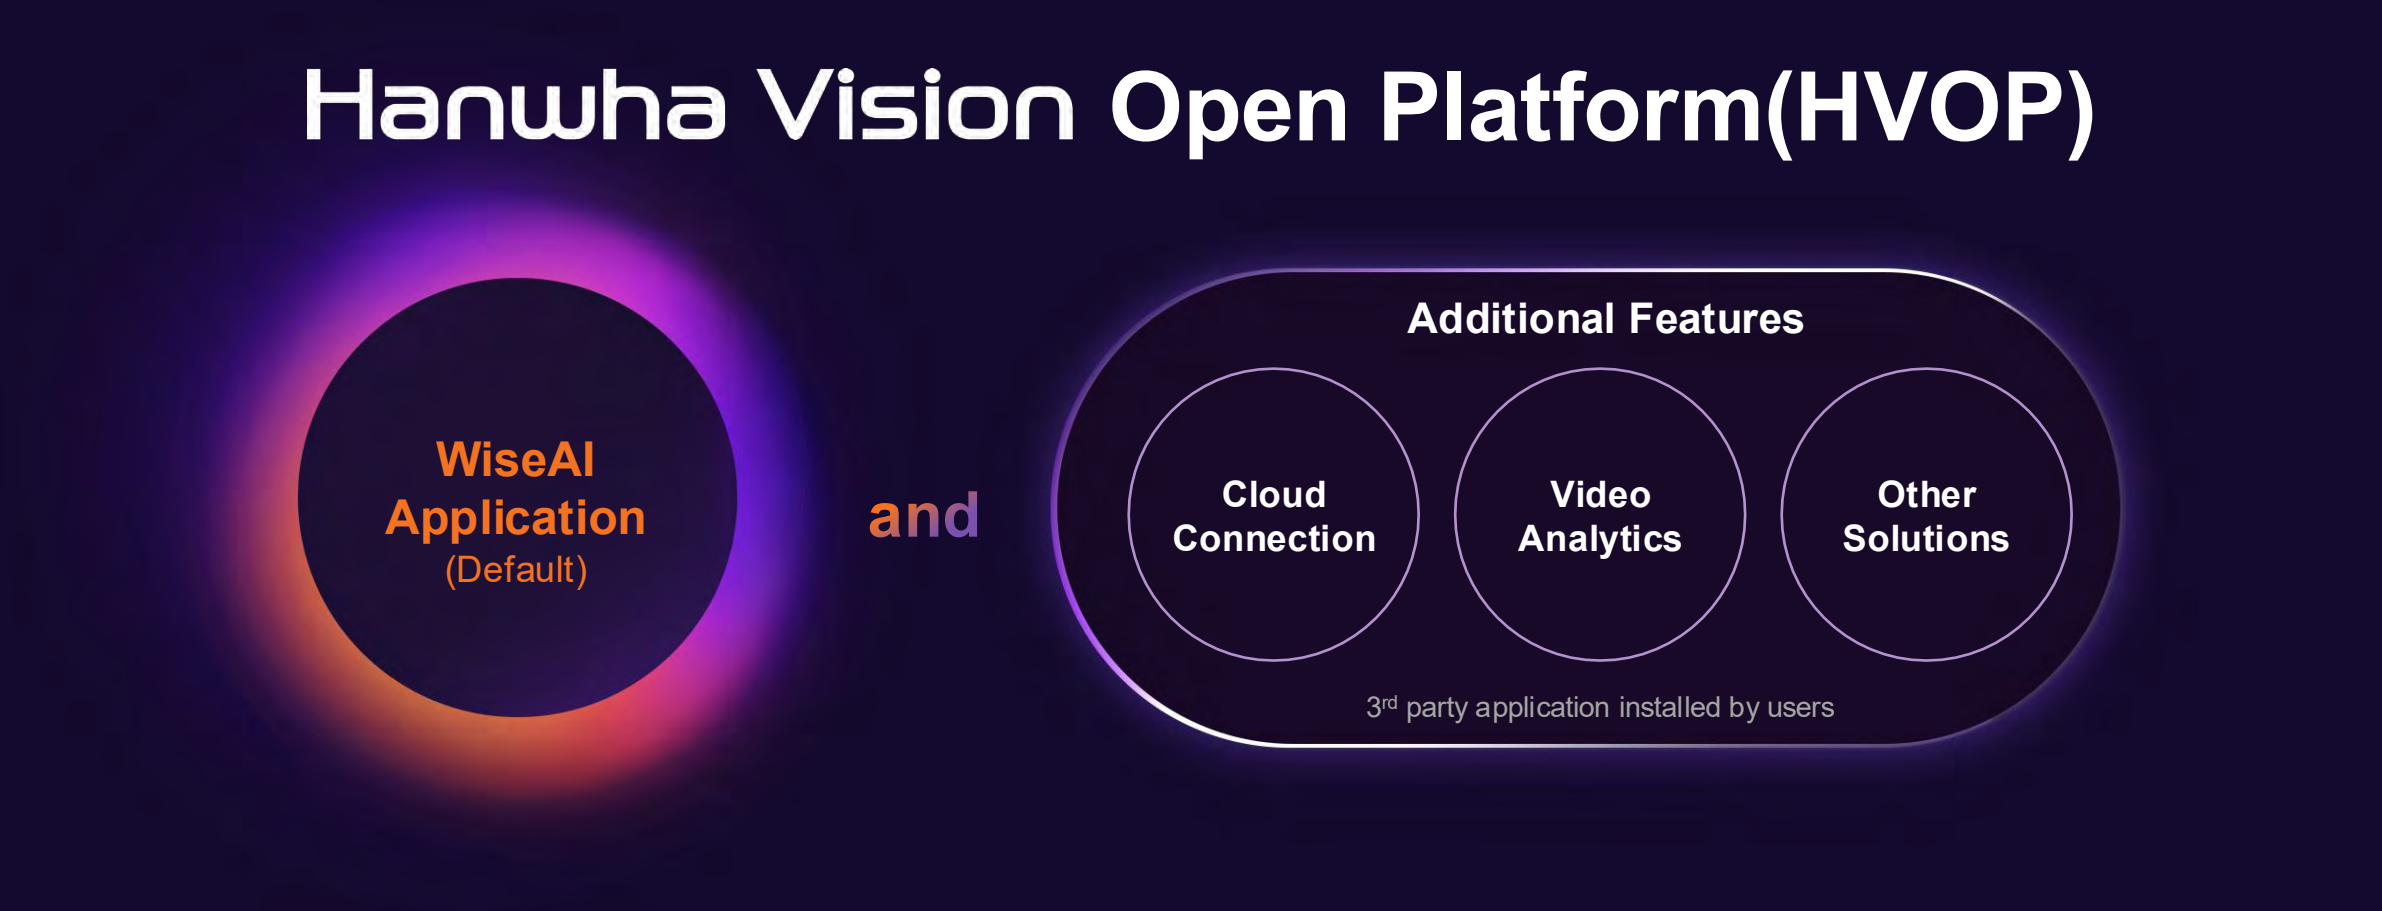 Hanwha Vision Open Platform(HVOP)
WiseAI
Application
(Default)
and
Additional Features
Cloud
Connection
Video
Analytics
Other
Solutions
3rd party application installed by users